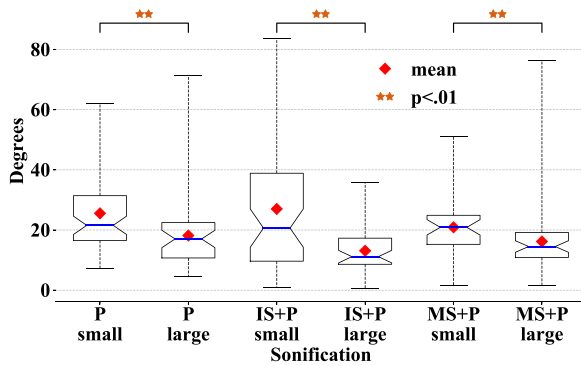 80
60
40
20
0
Degrees
mean
p<.01
P small
P large
IS+P small
IS+P large
MS+P small
MS+P large
Sonification